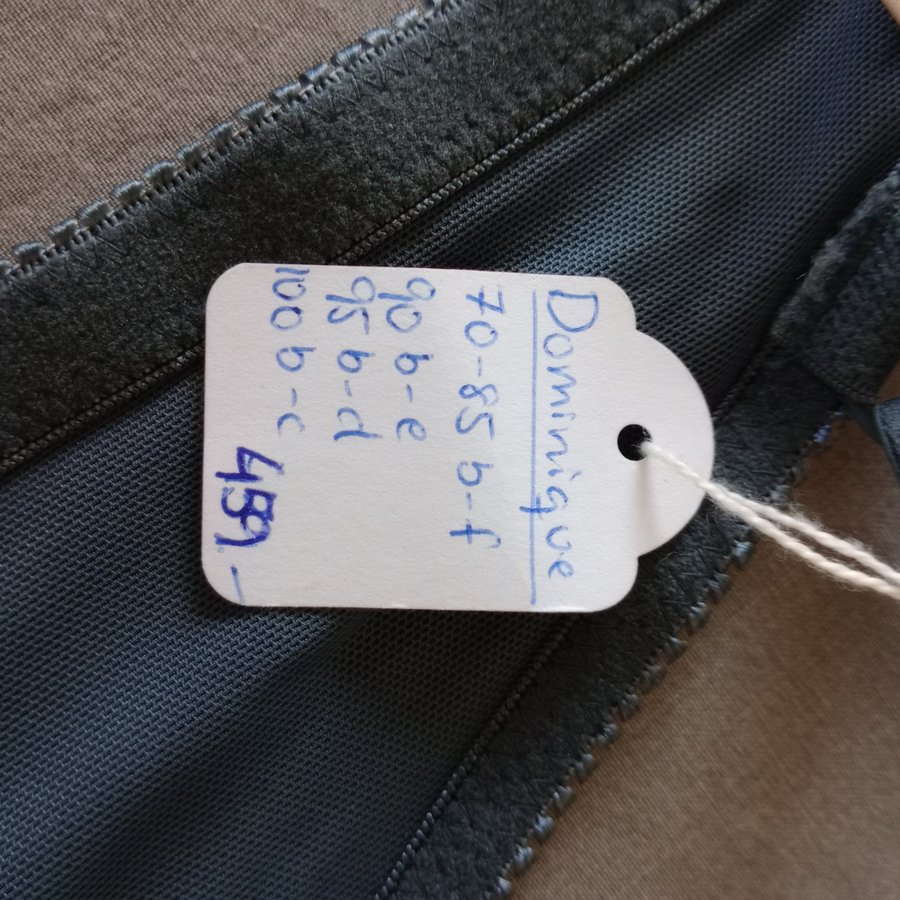 Dominique
70-85 b-f
90 b-e
95 b-d
100 b-c
459,-